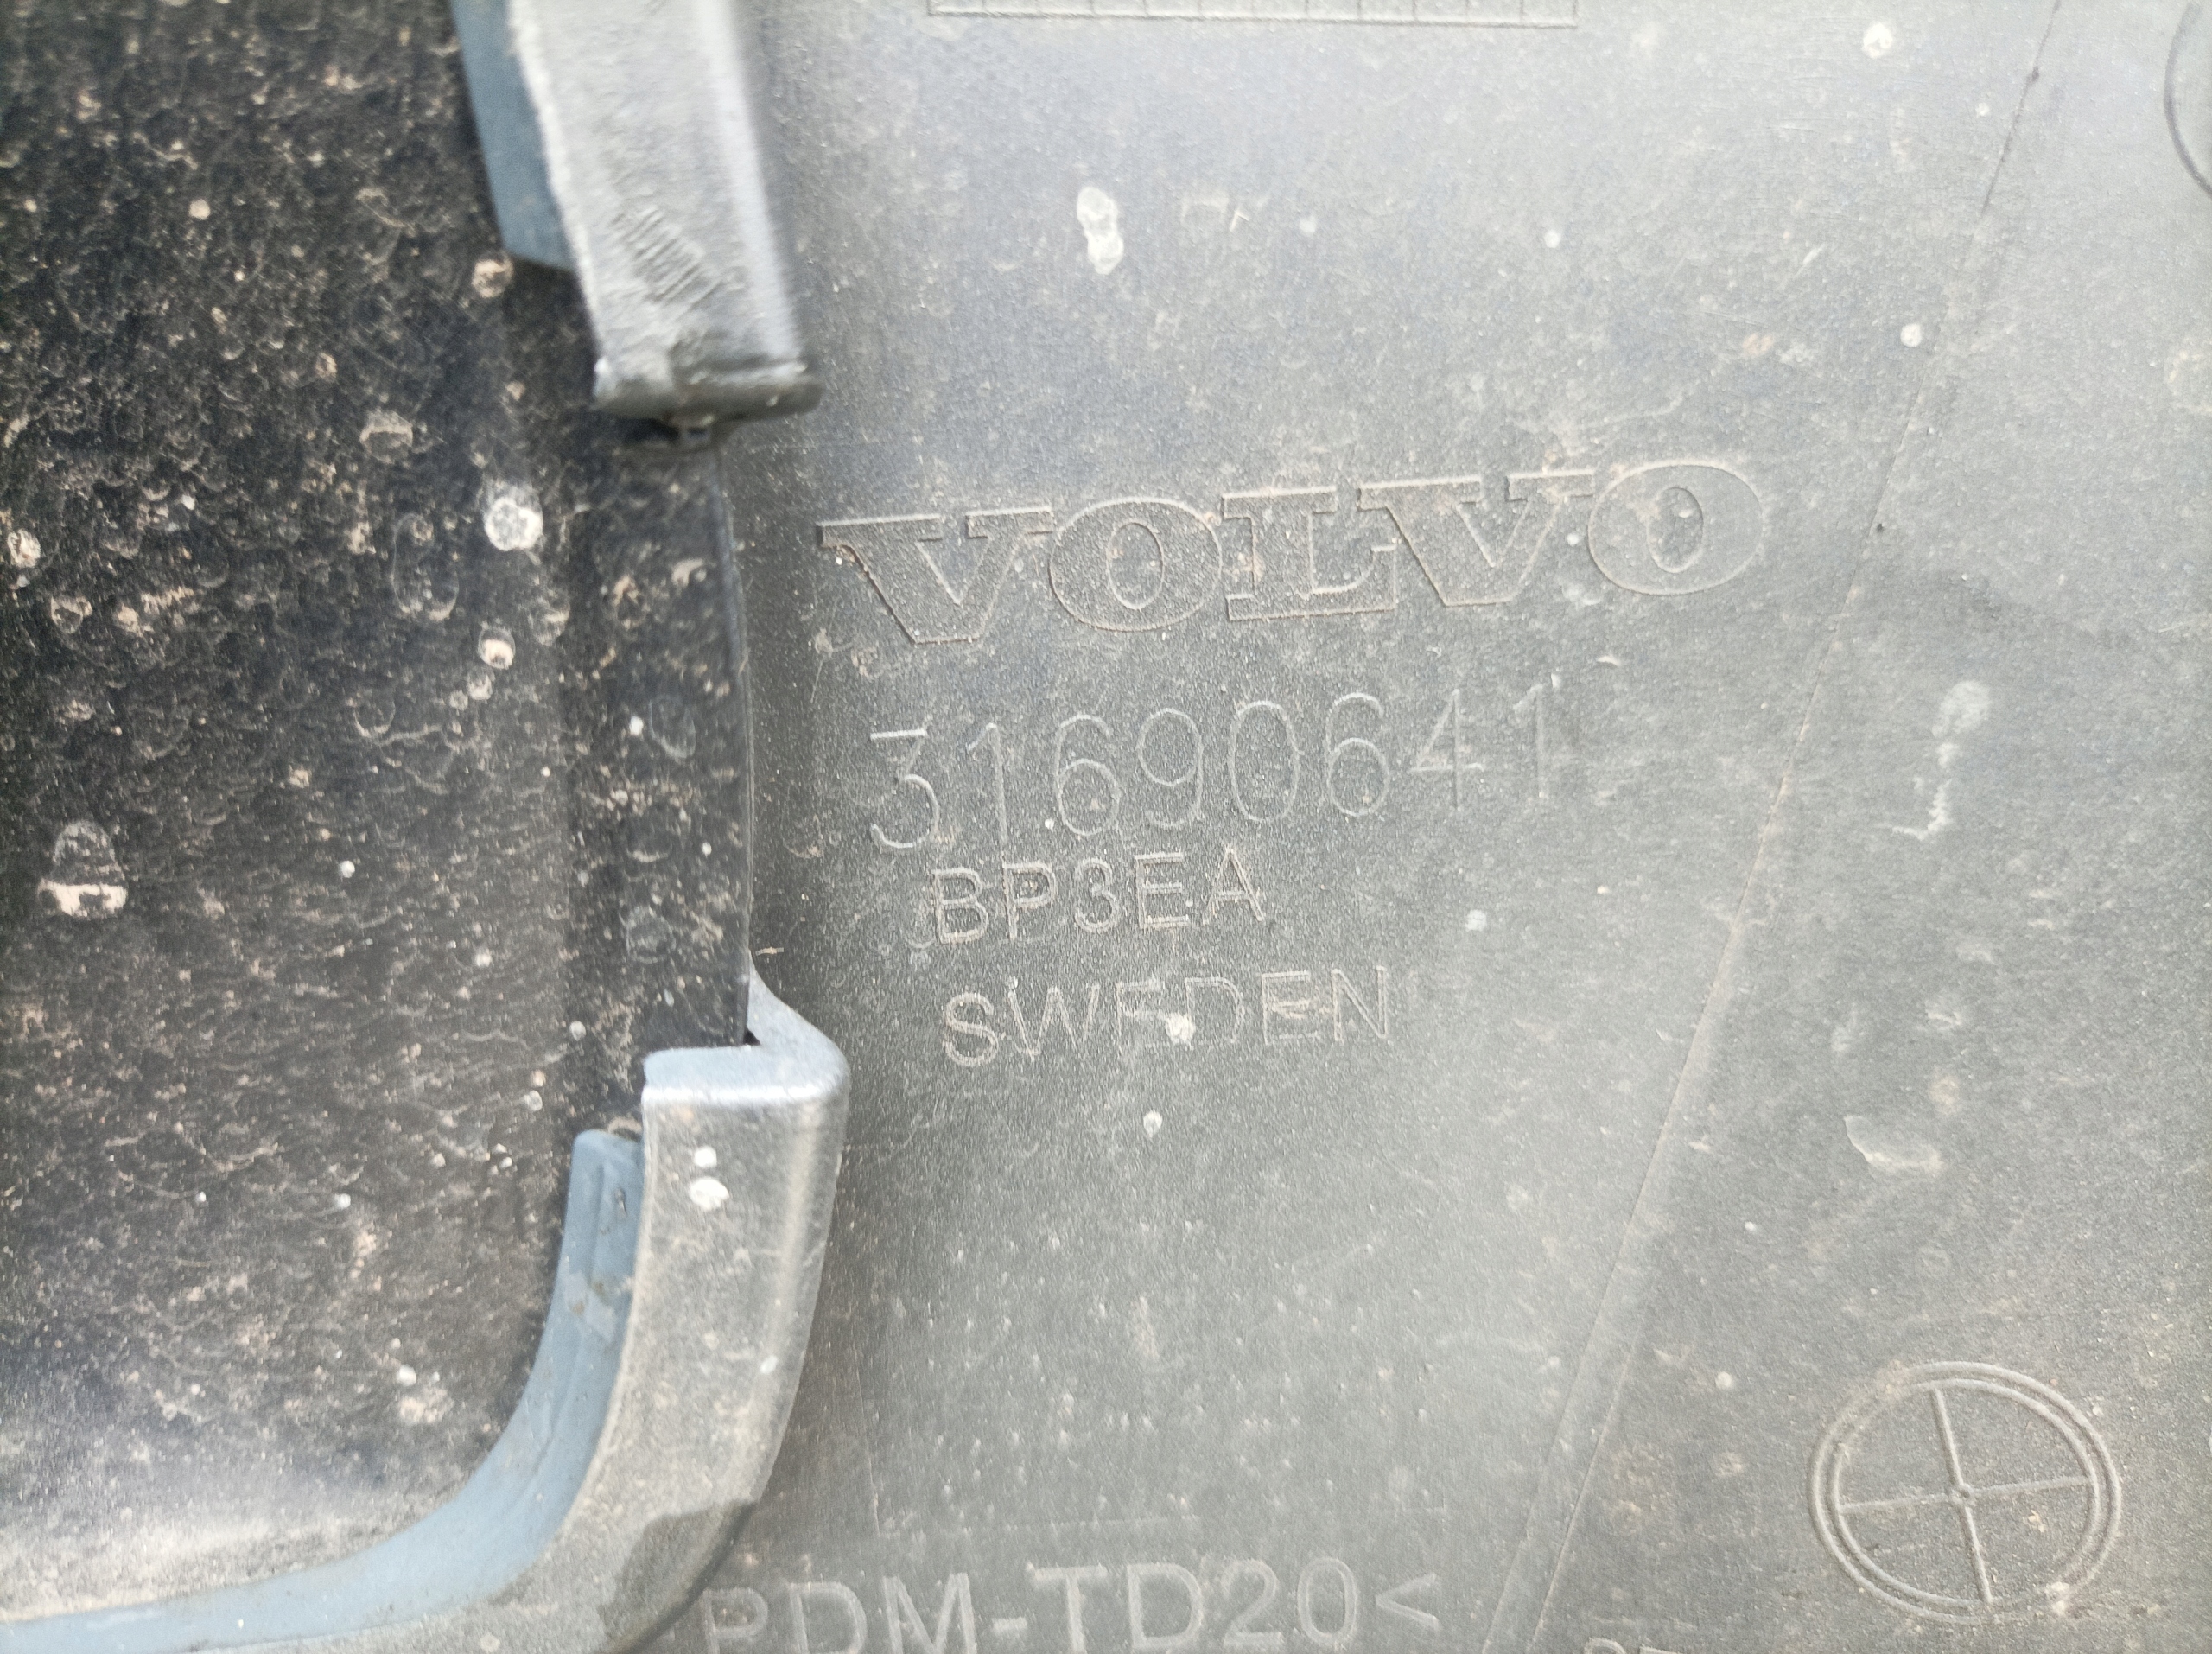 VOLVO
31690641
BP3EA
SWEDEN
PDM-TD20<